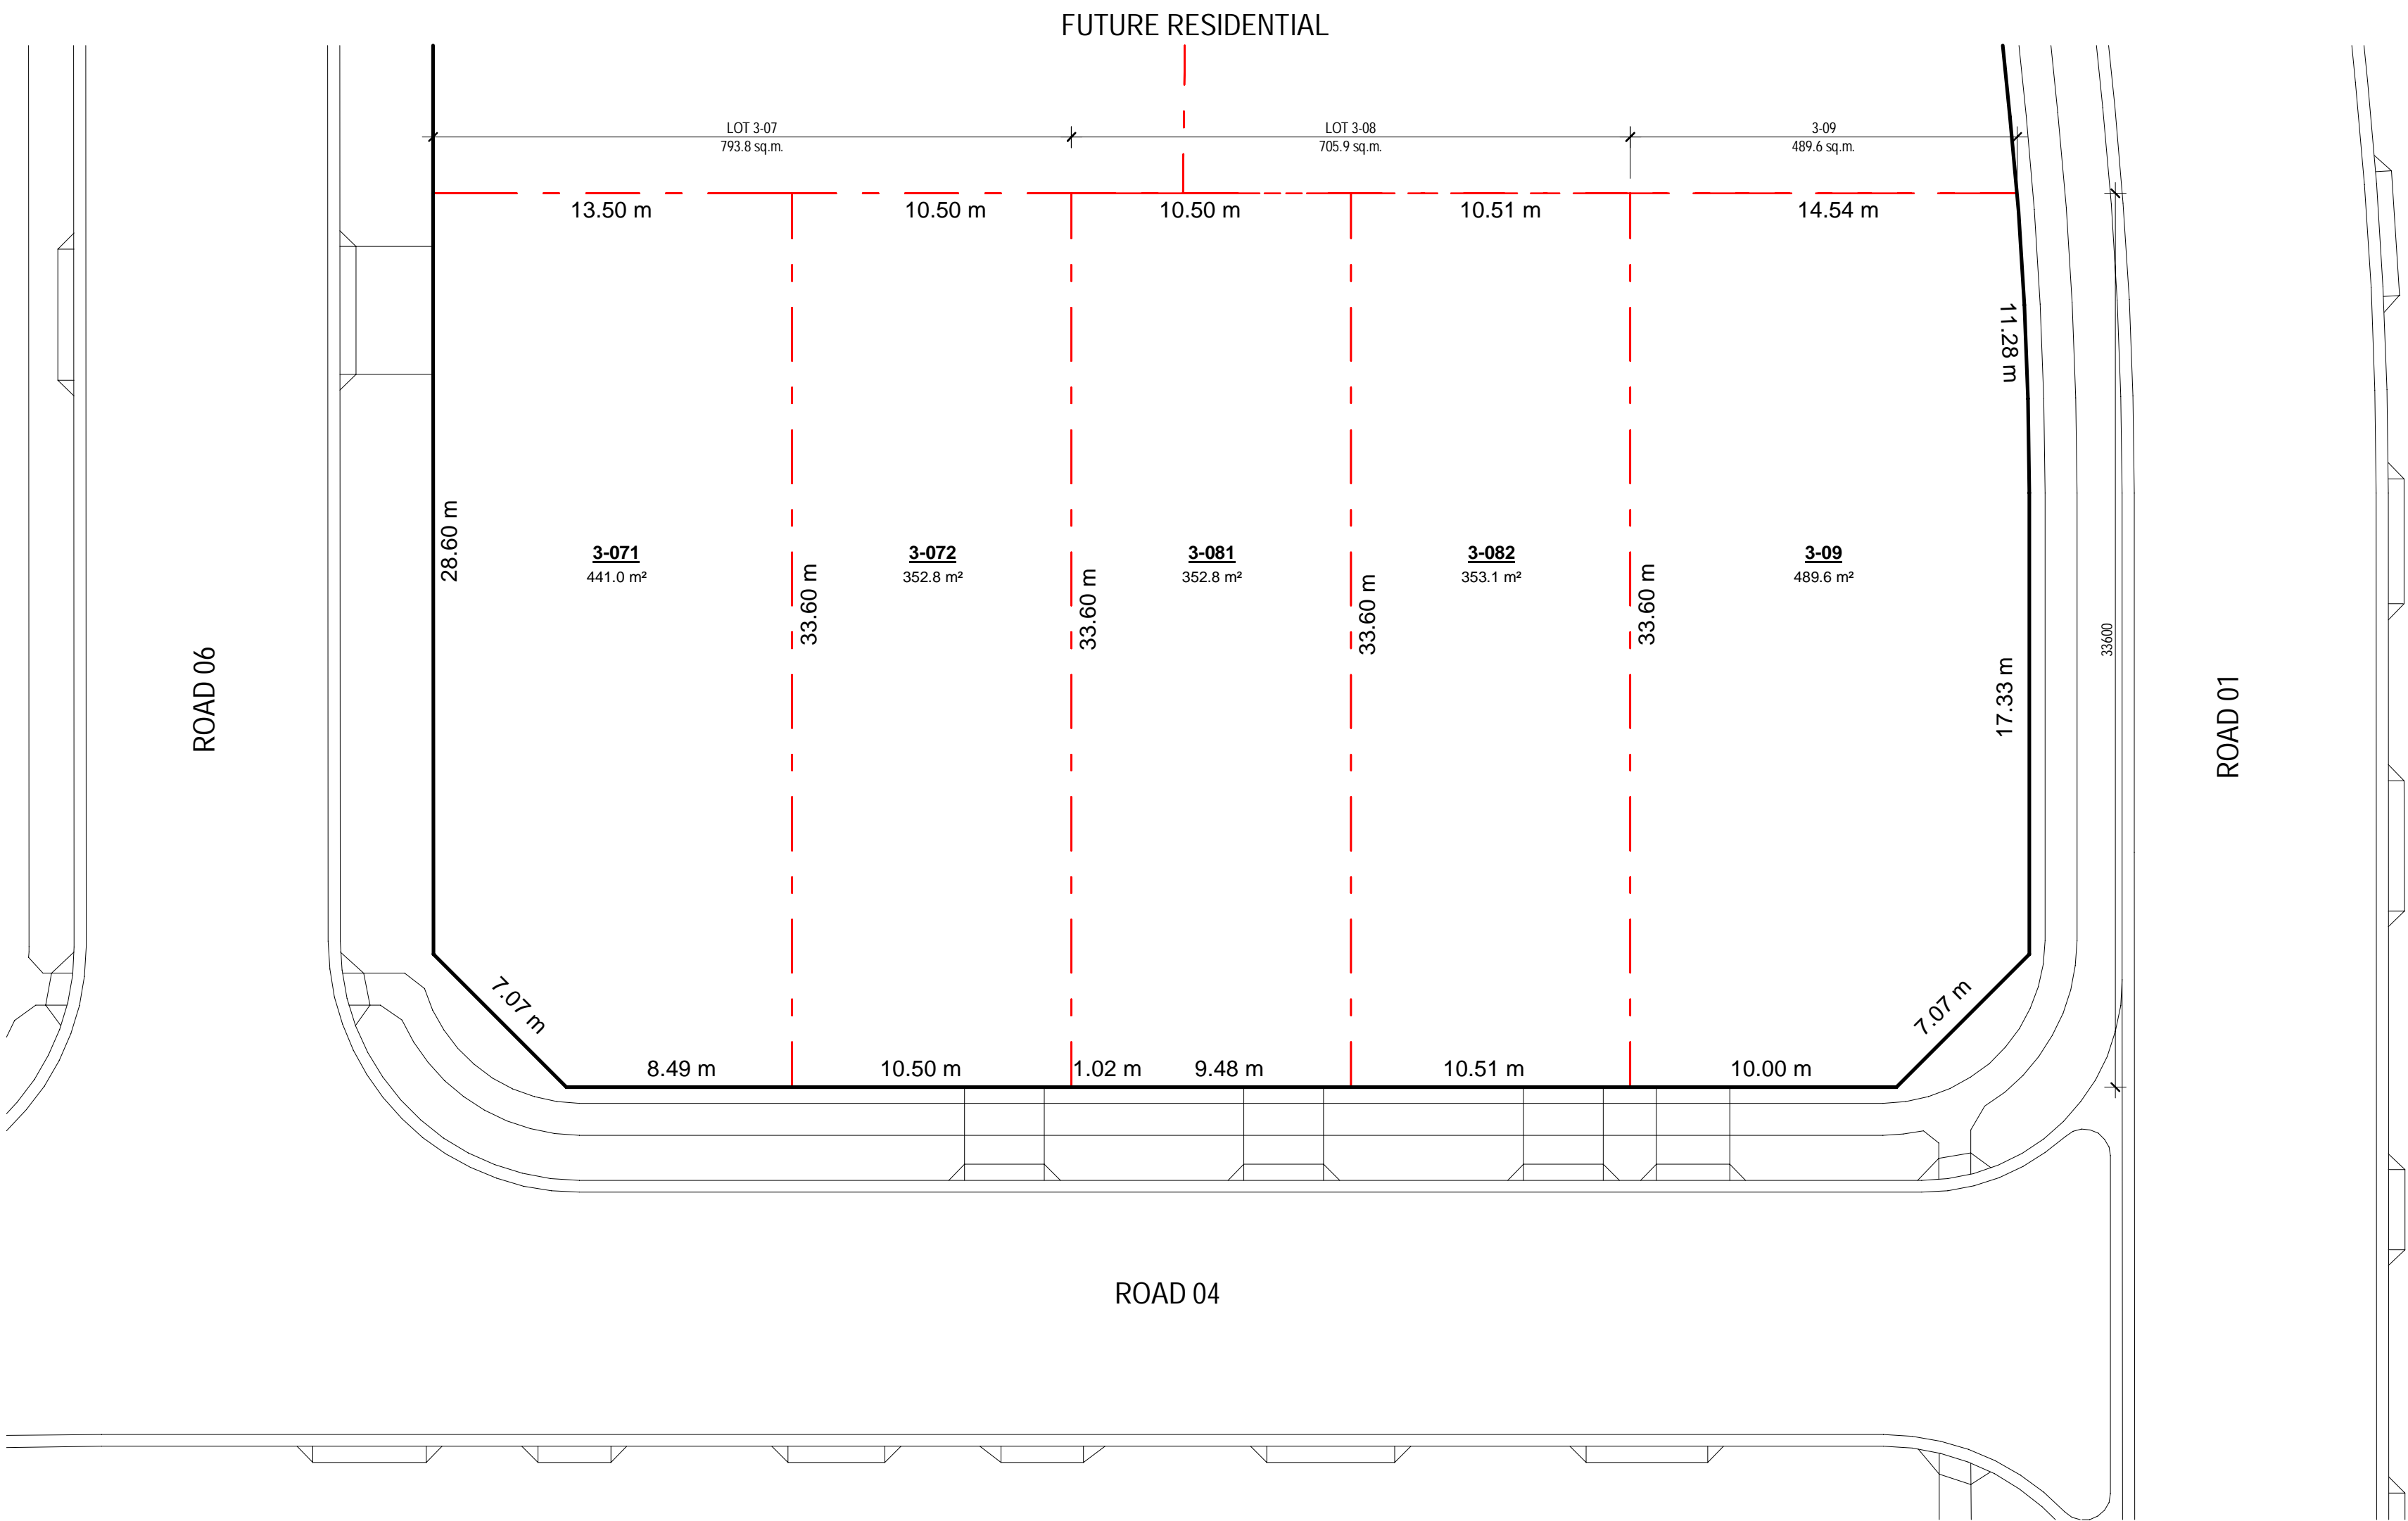 FUTURE RESIDENTIAL
LOT 3-07
793.8 sq.m.
LOT 3-08
705.9 sq.m.
3-09
489.6 sq.m.
13.50 m
10.50 m
10.50 m
10.51 m
14.54 m
11.28 m
28.60 m
3-071
441.0 m²
33.60 m
3-072
352.8 m²
33.60 m
3-081
352.8 m²
33.60 m
3-082
353.1 m²
33.60 m
3-09
489.6 m²
17.33 m
33600
ROAD 06
ROAD 01
7.07 m
7.07 m
8.49 m
10.50 m
1.02 m
9.48 m
10.51 m
10.00 m
ROAD 04